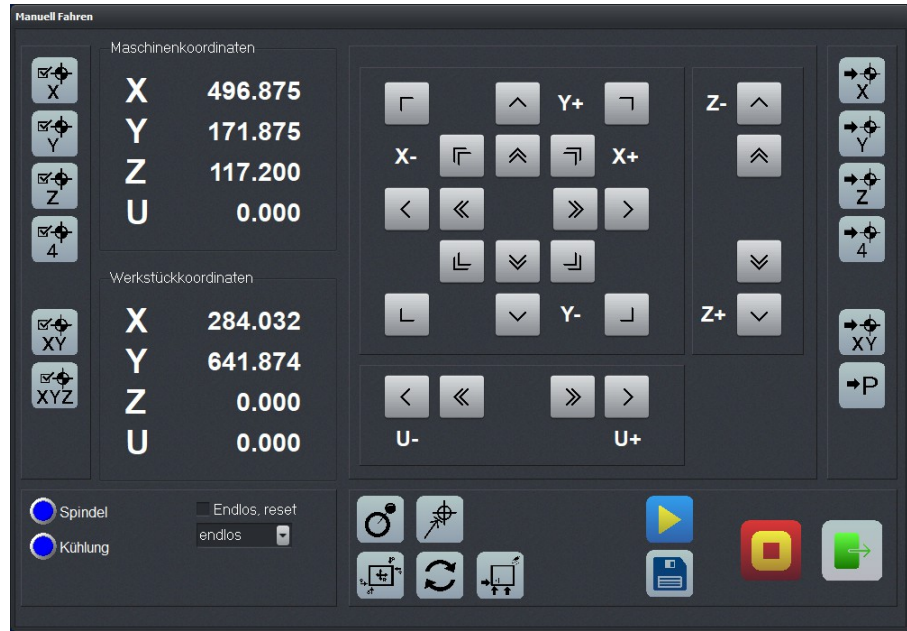 Manuell Fahren
Maschinenkoordinaten
X 496.875
Y 171.875
Z 117.200
U 0.000
Werkstückkoordinaten
X 284.032
Y 641.874
Z 0.000
U 0.000
X
Y
Z
4
XY
XYZ
Y+
X- X+
Y-
U- U+
Z-
Z+
X
Y
Z
4
XY
P
Spindel
Kühlung
Endlos, reset
endlos